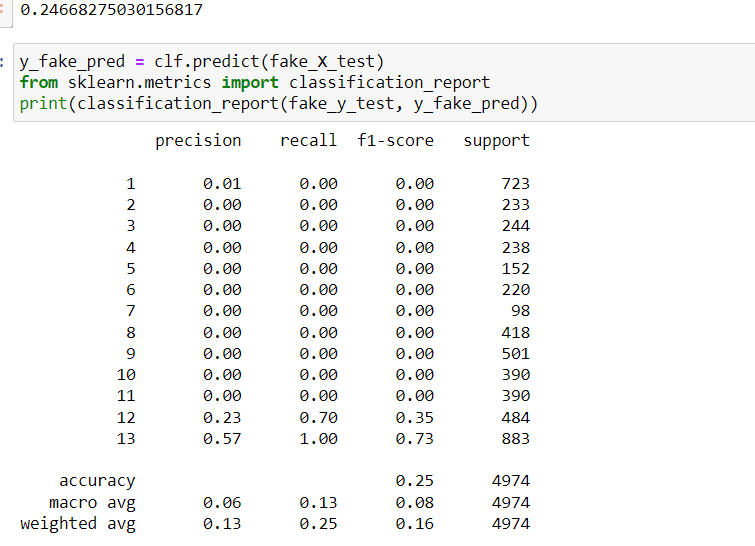 0.24668275030156817
y_fake_pred = clf.predict(fake_X_test)
from sklearn.metrics import classification_report
print(classification_report(fake_y_test, y_fake_pred))
precision recall f1-score support
1 0.01 0.00 0.00 723
2 0.00 0.00 0.00 233
3 0.00 0.00 0.00 244
4 0.00 0.00 0.00 238
5 0.00 0.00 0.00 152
6 0.00 0.00 0.00 220
7 0.00 0.00 0.00 98
8 0.00 0.00 0.00 418
9 0.00 0.00 0.00 501
10 0.00 0.00 0.00 390
11 0.00 0.00 0.00 390
12 0.23 0.70 0.35 484
13 0.57 1.00 0.73 883
accuracy 0.25 4974
macro avg 0.06 0.13 0.08 4974
weighted avg 0.13 0.25 0.16 4974